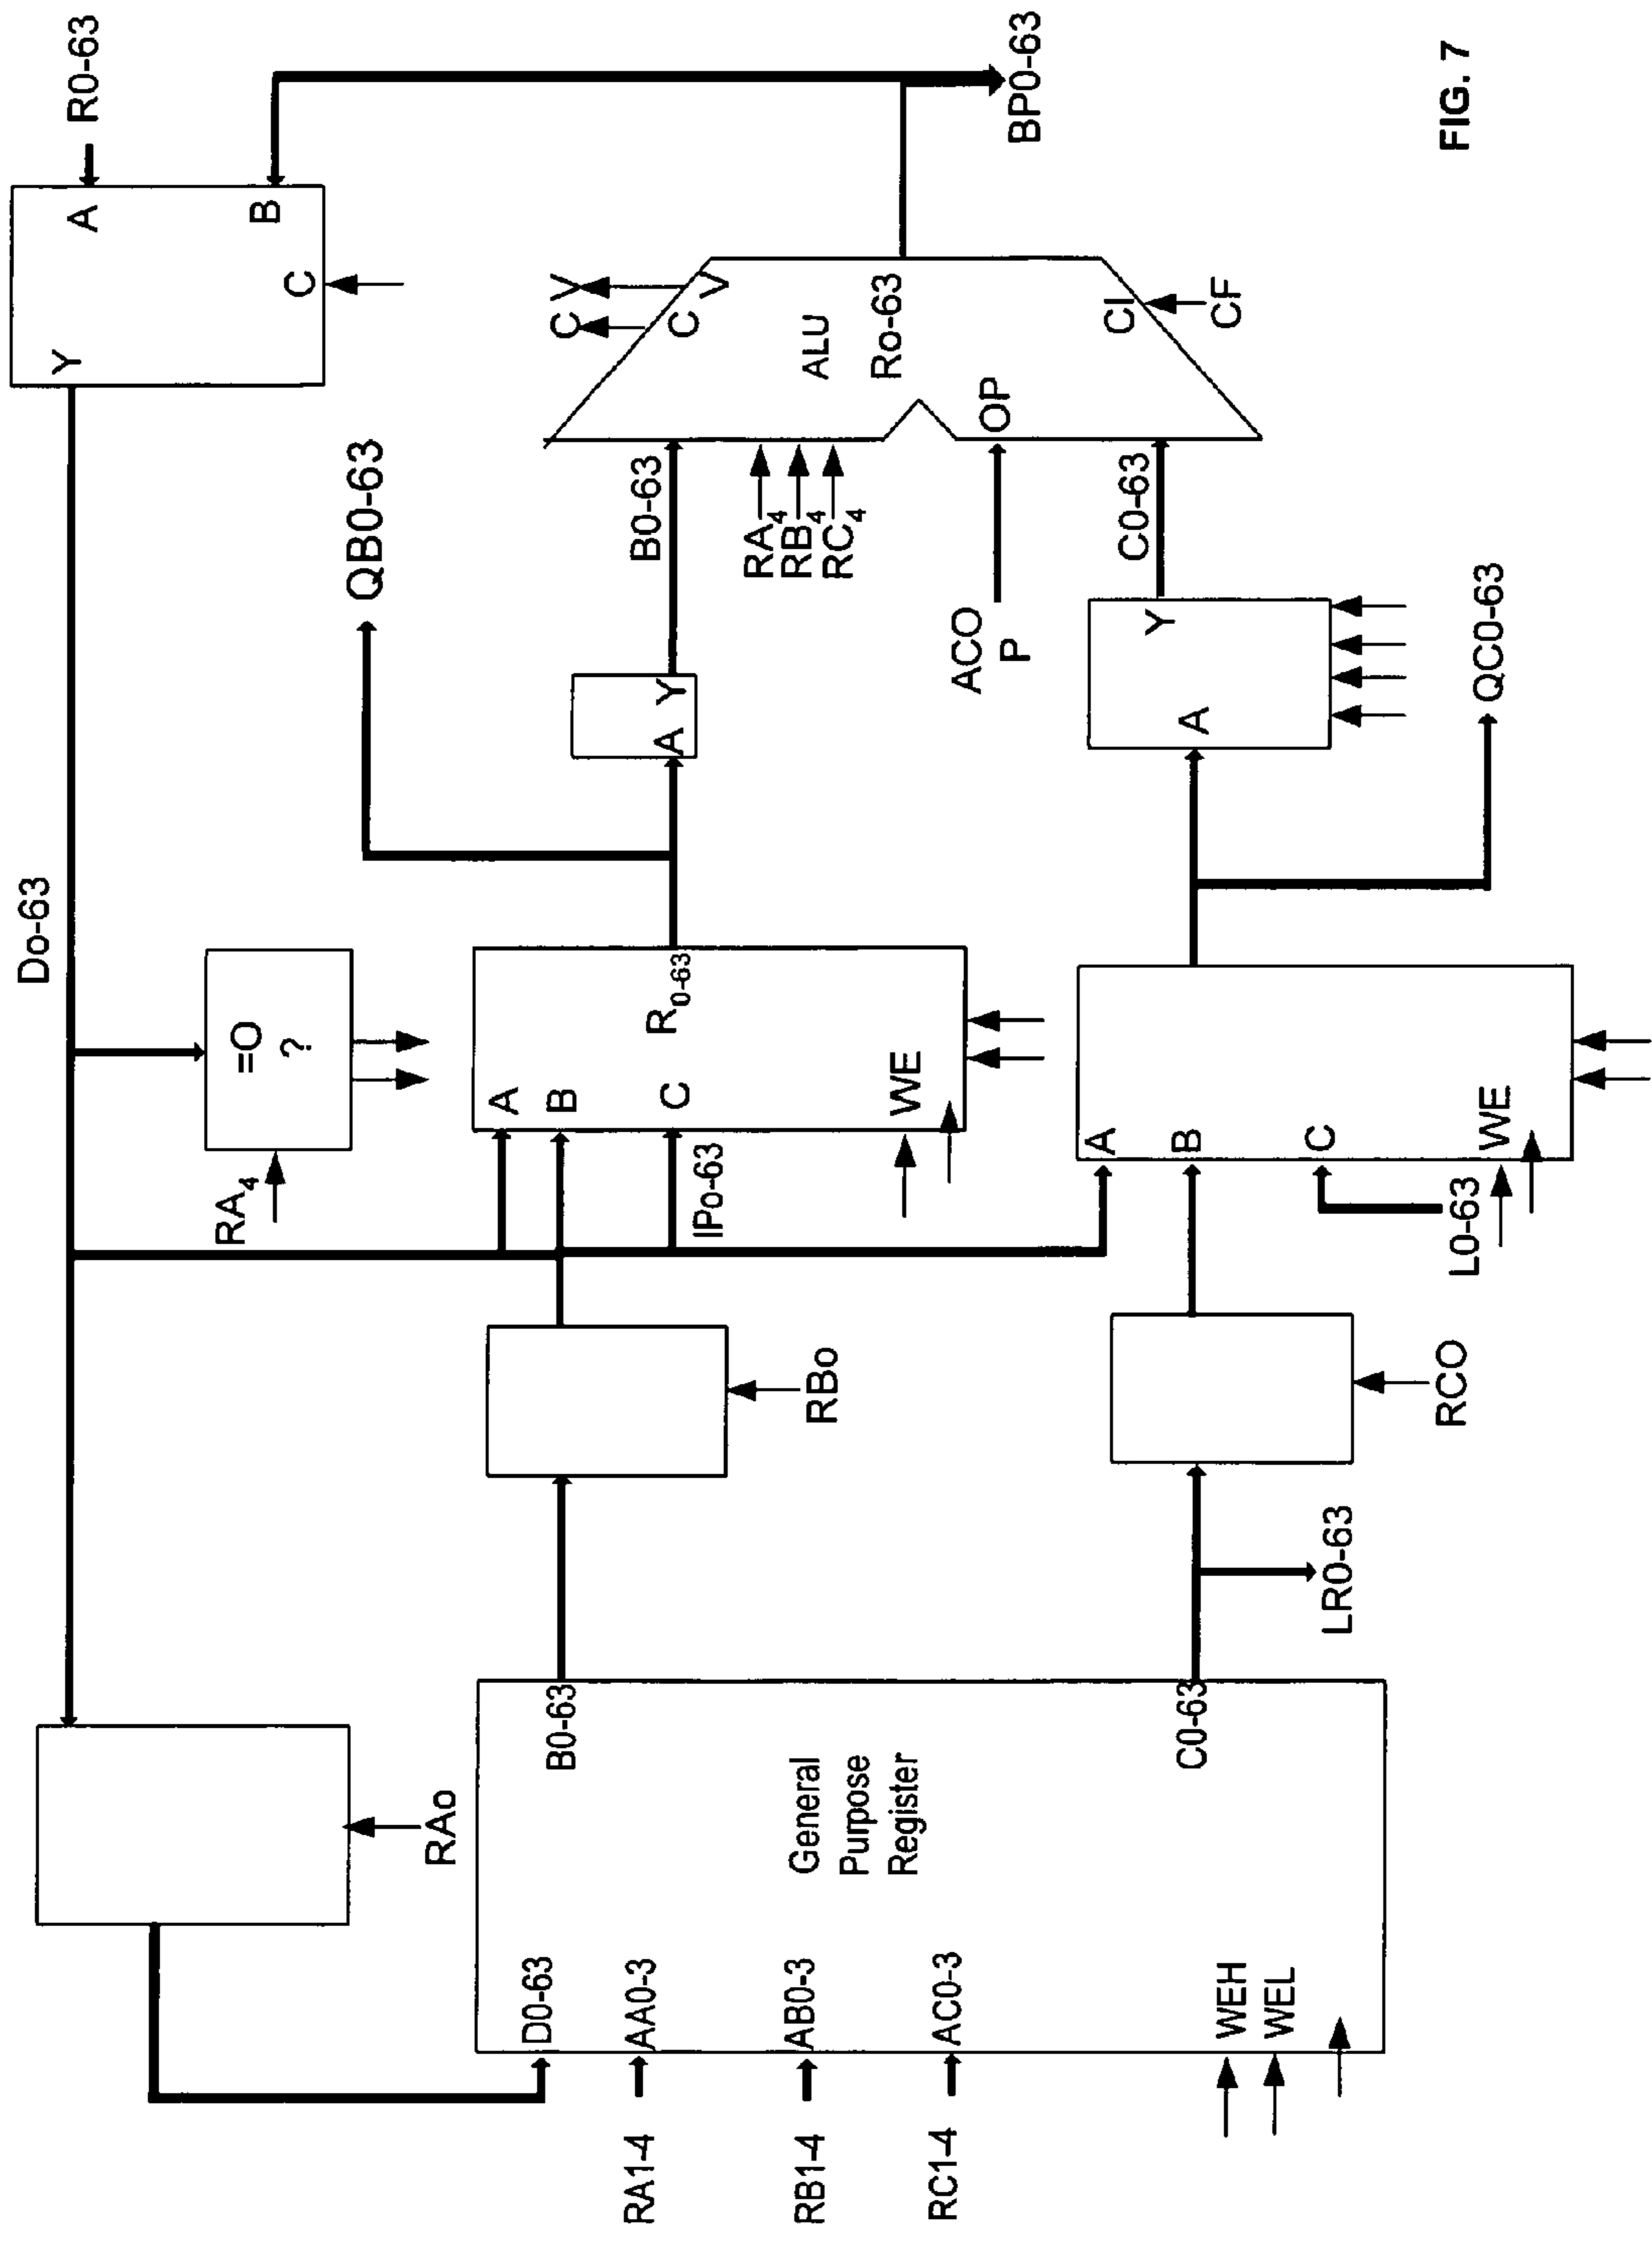 R0-63
A
B
Y
C
Do-63
BP0-63
FIG. 7
QB0-63
C V
C V
ALU
Ro-63
CI
CF
OP
B0-63
RA4
RB4
RC4
C0-63
ACO
P
A Y
Y
A
QC0-63
=O
?
RA4
A
B
C
R0-63
WE
IPo-63
A
B
C
WE
L0-63
RBo
RCO
LR0-63
RAo
B0-63
C0-63
General
Purpose
Register
D0-63
AA0-3
AB0-3
AC0-3
WEH
WEL
RA1-4
RB1-4
RC1-4